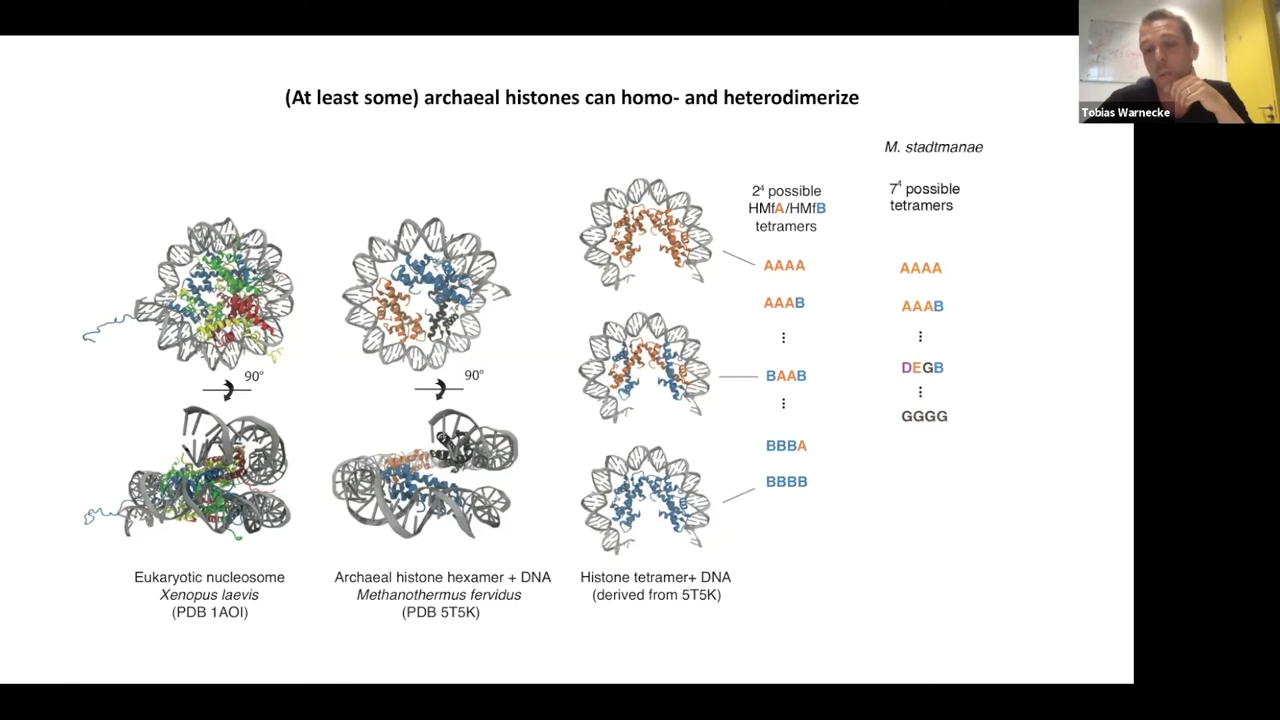 (At least some) archaeal histones can homo- and heterodimerize
Tobias Warnecke
M. stadtmanae
2⁴ possible
HMfA/HMfB
tetramers
7⁴ possible
tetramers
AAAA
AAAB
⋮
BAAB
⋮
BBBA
BBBB
AAAA
AAAB
⋮
DEGB
⋮
GGGG
90°
90°
Eukaryotic nucleosome
Xenopus laevis
(PDB 1AOI)
Archaeal histone hexamer + DNA
Methanothermus fervidus
(PDB 5T5K)
Histone tetramer+ DNA
(derived from 5T5K)